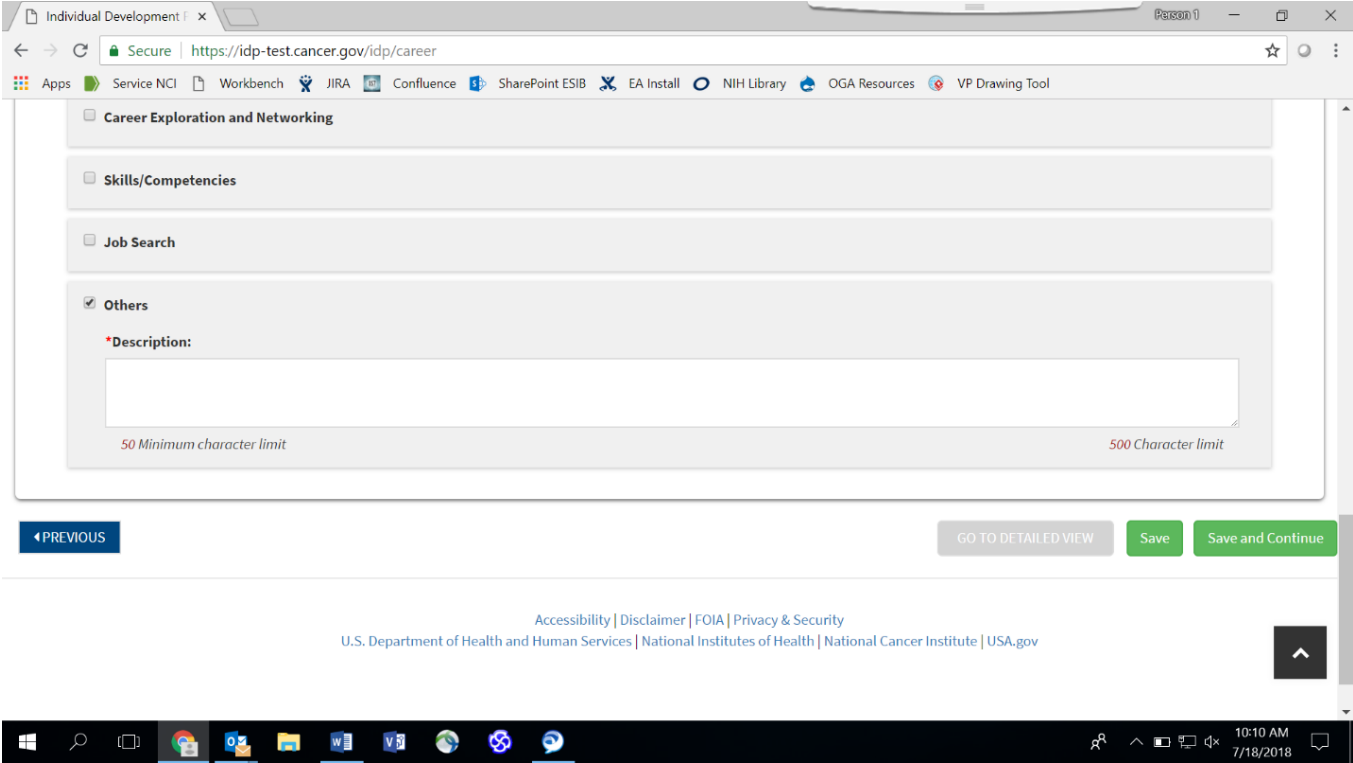 Individual Development P
Person 1
Secure | https://idp-test.cancer.gov/idp/career
Apps Service NCI Workbench JIRA Confluence SharePoint ESIB EA Install NIH Library OGA Resources VP Drawing Tool
Career Exploration and Networking
Skills/Competencies
Job Search
Others
*Description:
50 Minimum character limit 500 Character limit
PREVIOUS GO TO DETAILED VIEW Save Save and Continue
Accessibility | Disclaimer | FOIA | Privacy & Security
U.S. Department of Health and Human Services | National Institutes of Health | National Cancer Institute | USA.gov
10:10 AM
7/18/2018